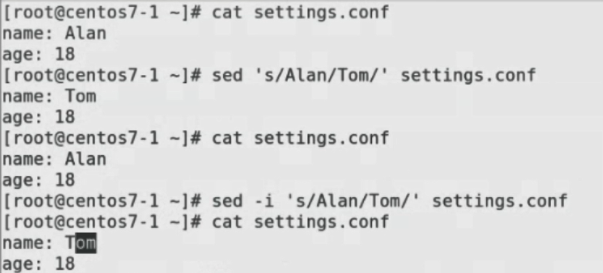 [root@centos7-1 ~]# cat settings.conf
name: Alan
age: 18
[root@centos7-1 ~]# sed 's/Alan/Tom/' settings.conf
name: Tom
age: 18
[root@centos7-1 ~]# cat settings.conf
name: Alan
age: 18
[root@centos7-1 ~]# sed -i 's/Alan/Tom/' settings.conf
[root@centos7-1 ~]# cat settings.conf
name: Tom
age: 18